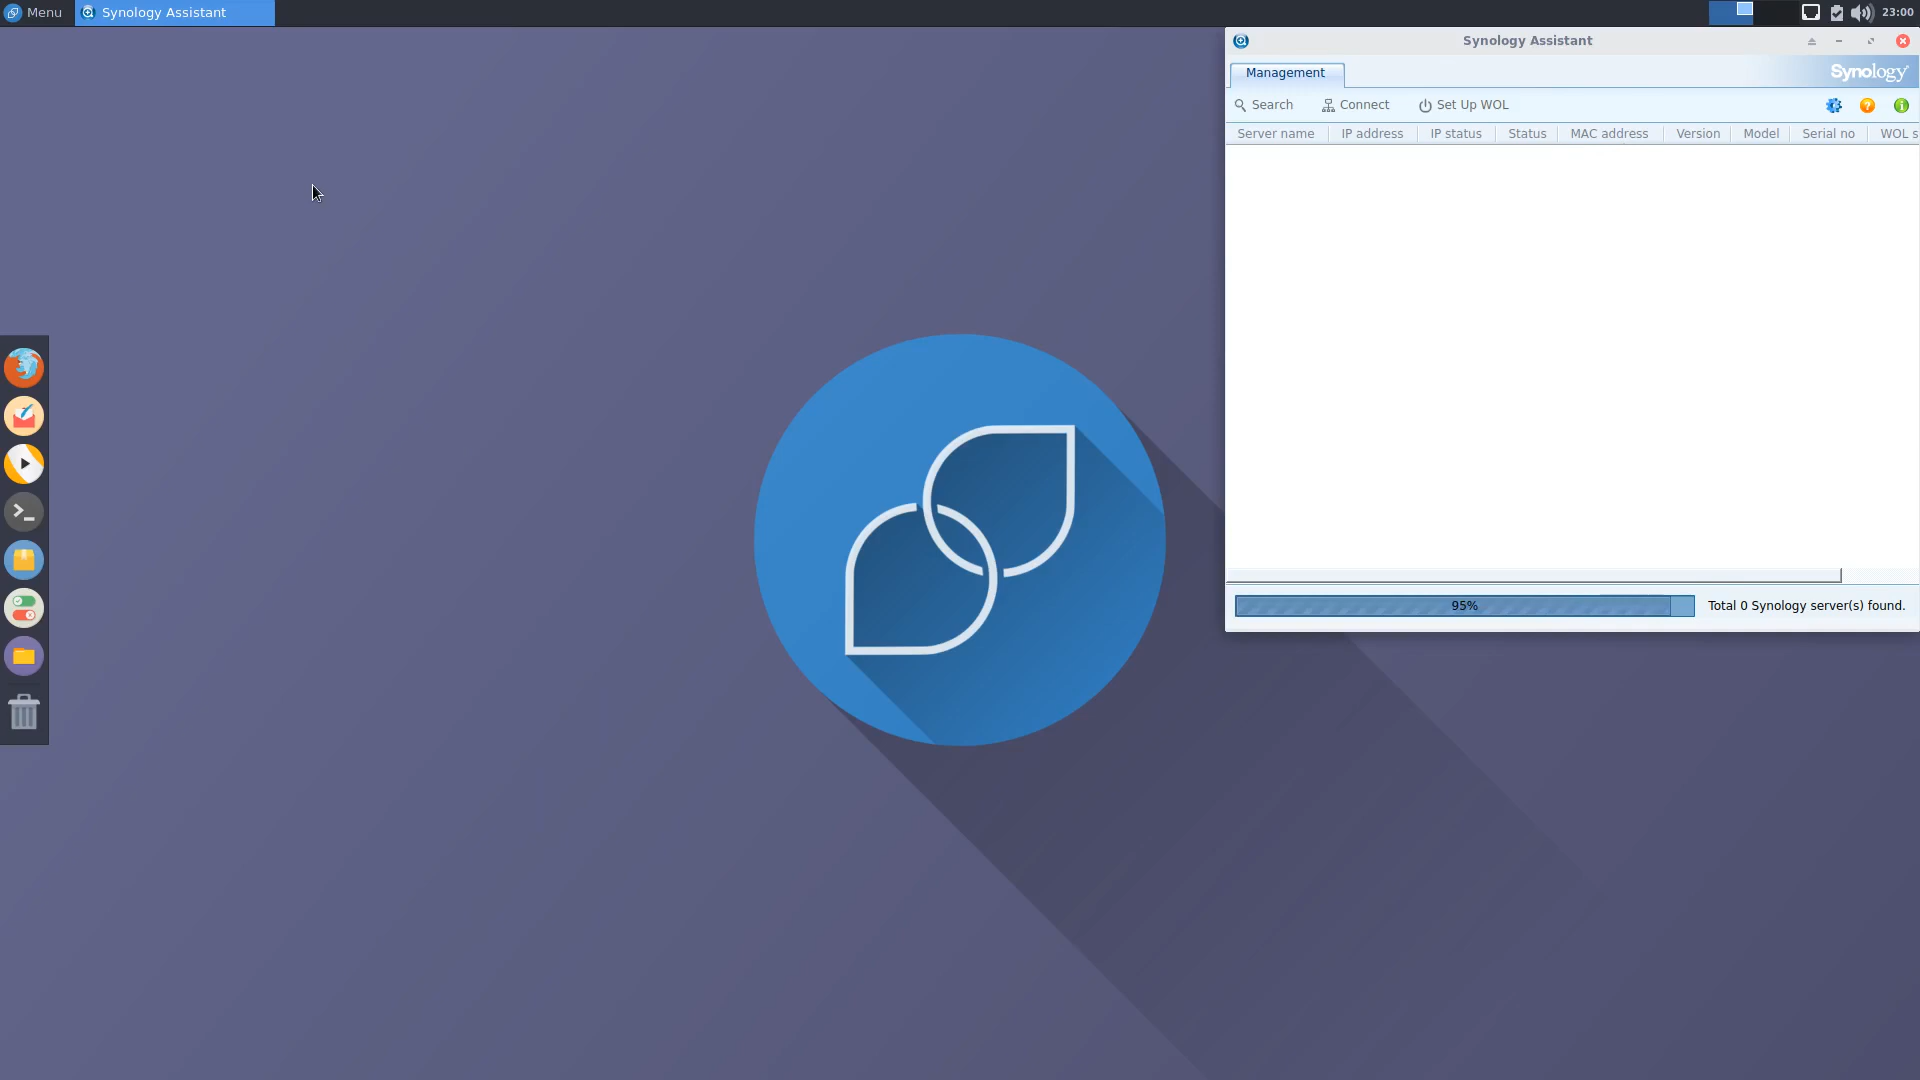 Menu
Synology Assistant
23:00
Synology Assistant
Management
Synology
Search
Connect
Set Up WOL
Server name IP address IP status Status MAC address Version Model Serial no WOL s
95%
Total 0 Synology server(s) found.